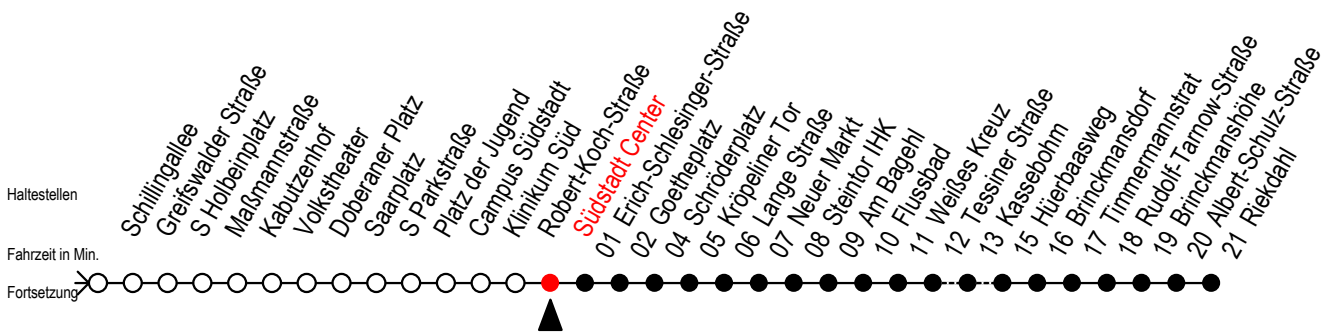 Haltestellen
Fahrzeit in Min.
Fortsetzung
Schillingallee
Greifswalder Straße
S Holbeinplatz
Maßmannstraße
Kabutzenhof
Volkstheater
Doberaner Platz
Saarplatz
S Parkstraße
Platz der Jugend
Campus Südstadt
Klinikum Süd
Robert-Koch-Straße
Südstadt Center
01 Erich-Schlesinger-Straße
02 Goetheplatz
04 Schröderplatz
05 Kröpeliner Tor
06 Lange Straße
07 Neuer Markt
08 Steintor IHK
09 Am Bagehl
10 Flussbad
11 Weißes Kreuz
12 Tessiner Straße
13 Kassebohm
15 Hüerbaasweg
16 Brinckmansdorf
17 Timmermannstrat
18 Rudolf-Tarnow-Straße
19 Brinckmanshöhe
20 Albert-Schulz-Straße
21 Riekdahl